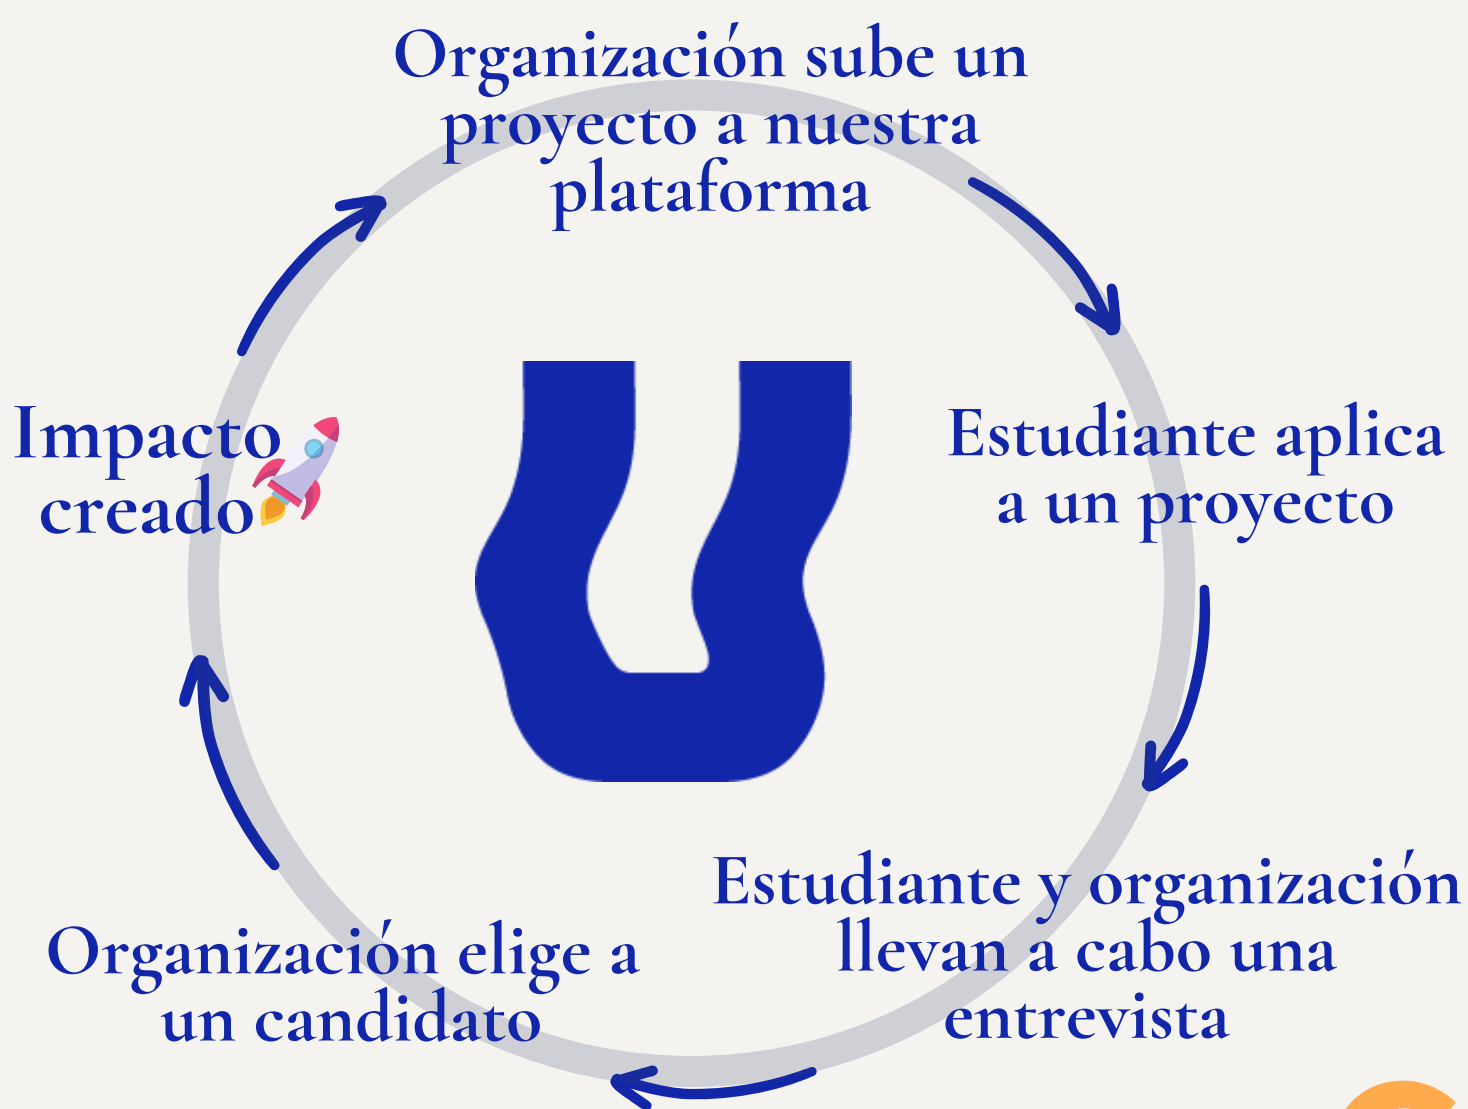 Organización sube un
proyecto a nuestra
plataforma
Estudiante aplica
a un proyecto
Estudiante y organización
llevan a cabo una
entrevista
Organización elige a
un candidato
Impacto
creado